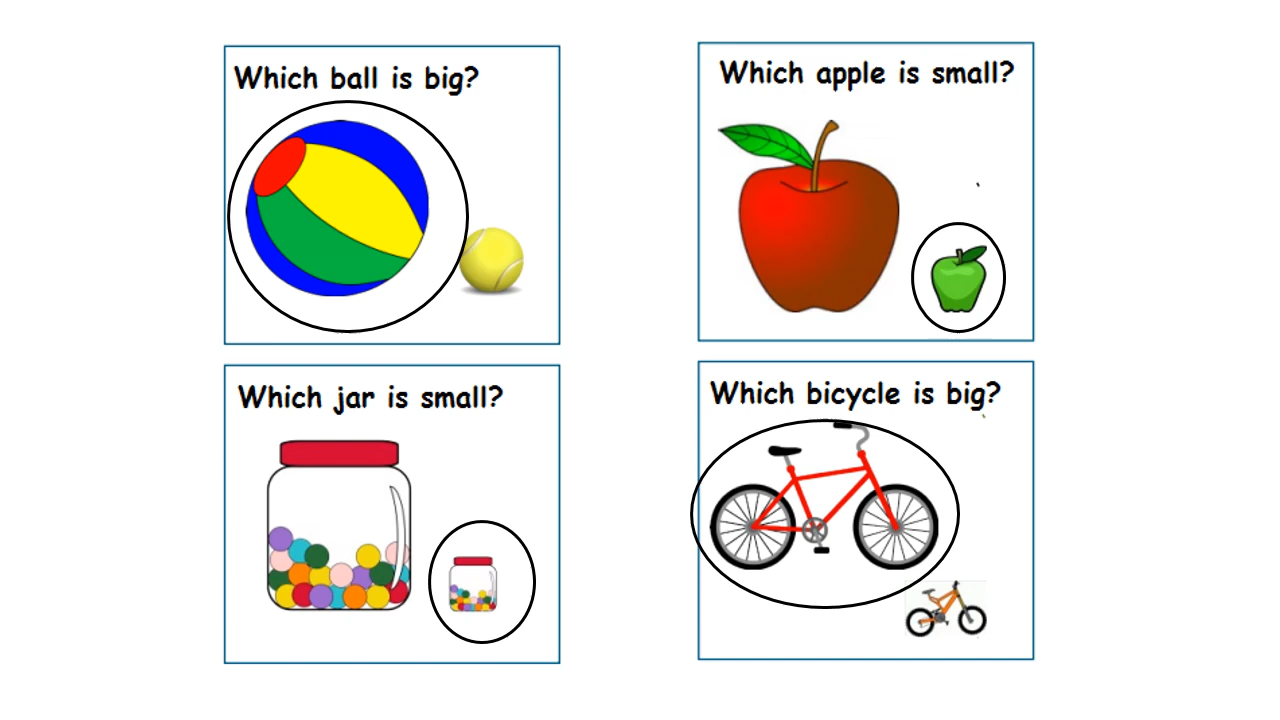 Which ball is big?
Which apple is small?
Which jar is small?
Which bicycle is big?